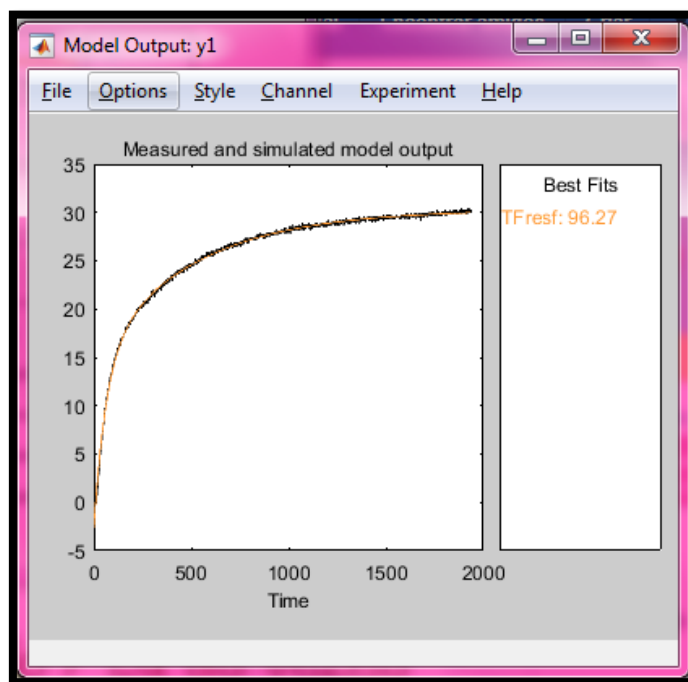 Model Output: y1
File Options Style Channel Experiment Help
Measured and simulated model output
35
30
25
20
15
10
5
0
-5
0 500 1000 1500 2000
Time
Best Fits
TFresf: 96.27